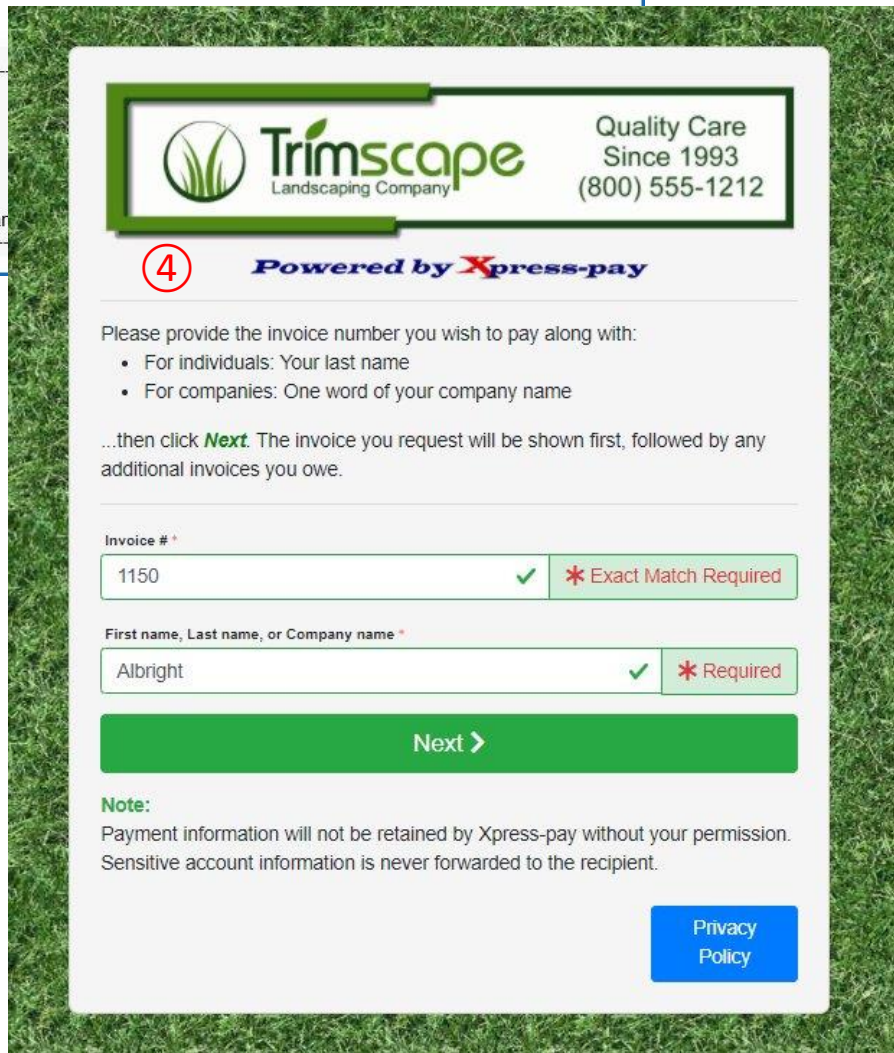 Trimscape
Landscaping Company
Quality Care
Since 1993
(800) 555-1212
④
Powered by Xpress-pay
Please provide the invoice number you wish to pay along with:
• For individuals: Your last name
• For companies: One word of your company name
...then click Next. The invoice you request will be shown first, followed by any
additional invoices you owe.
Invoice # *
1150
* Exact Match Required
First name, Last name, or Company name *
Albright
* Required
Next
Note:
Payment information will not be retained by Xpress-pay without your permission.
Sensitive account information is never forwarded to the recipient.
Privacy
Policy